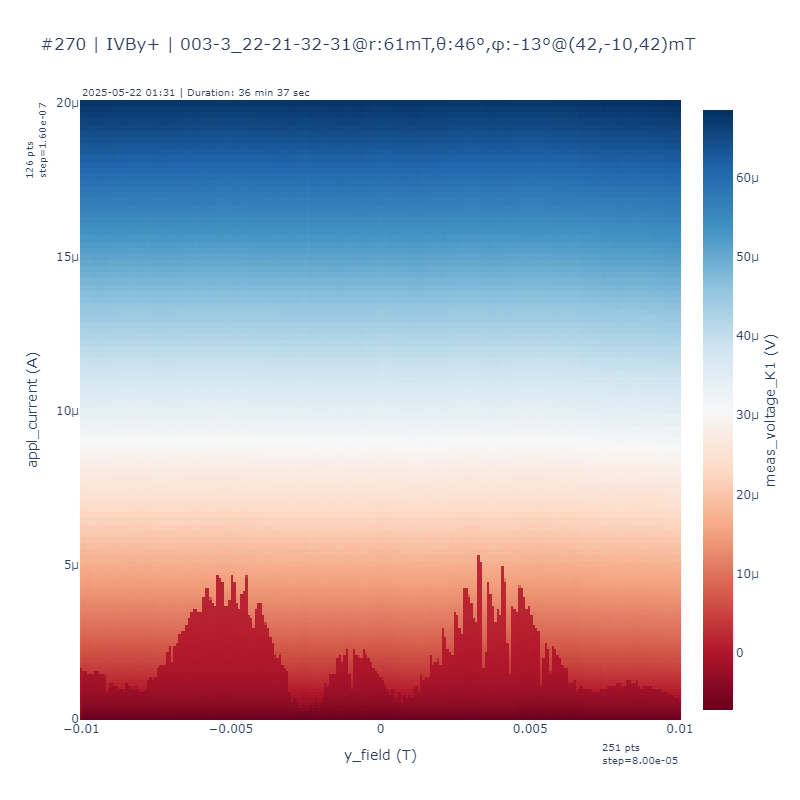 #270 | IVBy+ | 003-3_22-21-32-31@r:61mT,θ:46°,φ:-13°@(42,-10,42)mT
2025-05-22 01:31 | Duration: 36 min 37 sec
126 pts
step=1.60e-07
20μ
15μ
10μ
5μ
0
appl_current (A)
−0.01
−0.005
0
0.005
0.01
y_field (T)
251 pts
step=8.00e-05
60μ
50μ
40μ
30μ
20μ
10μ
0
meas_voltage_K1 (V)